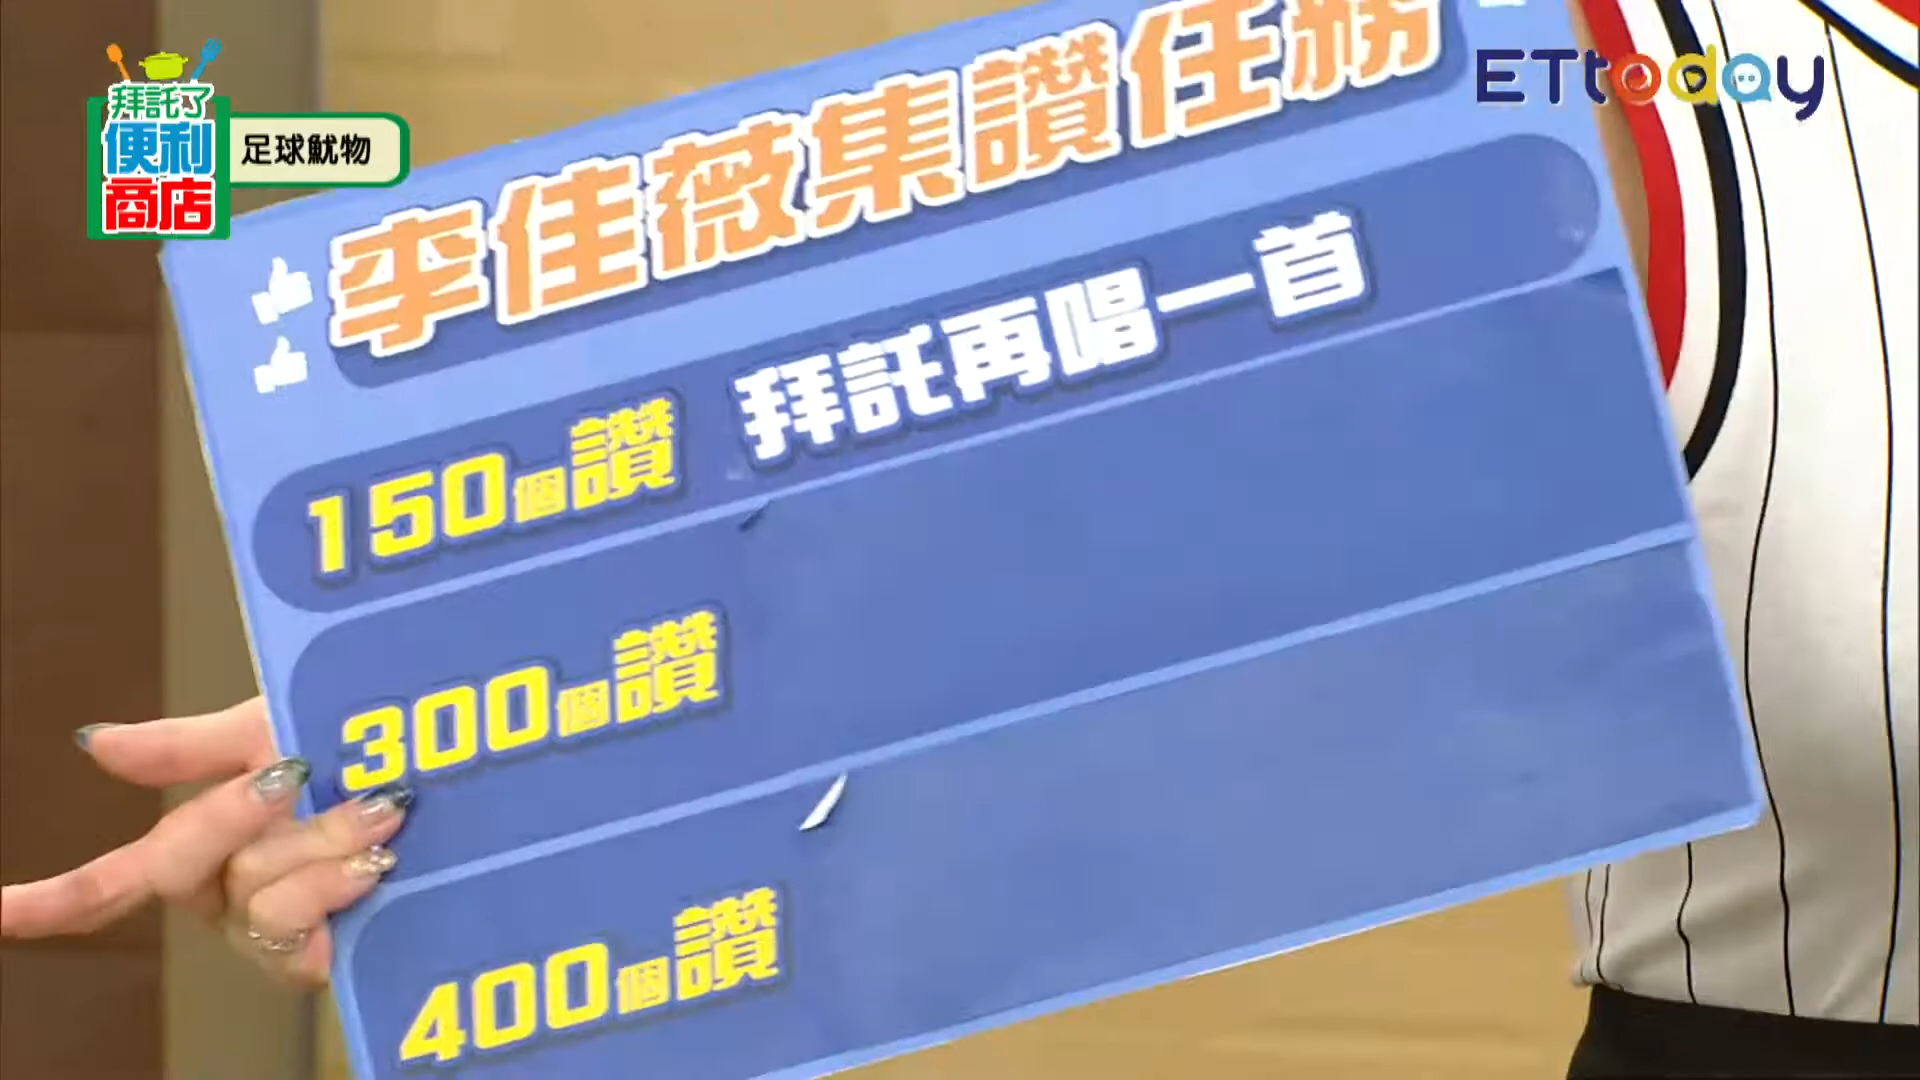 拜託了
便利
商店
足球魷物
ETtoday
李佳薇集讚任務
150個讚 拜託再唱一首
300個讚
400個讚